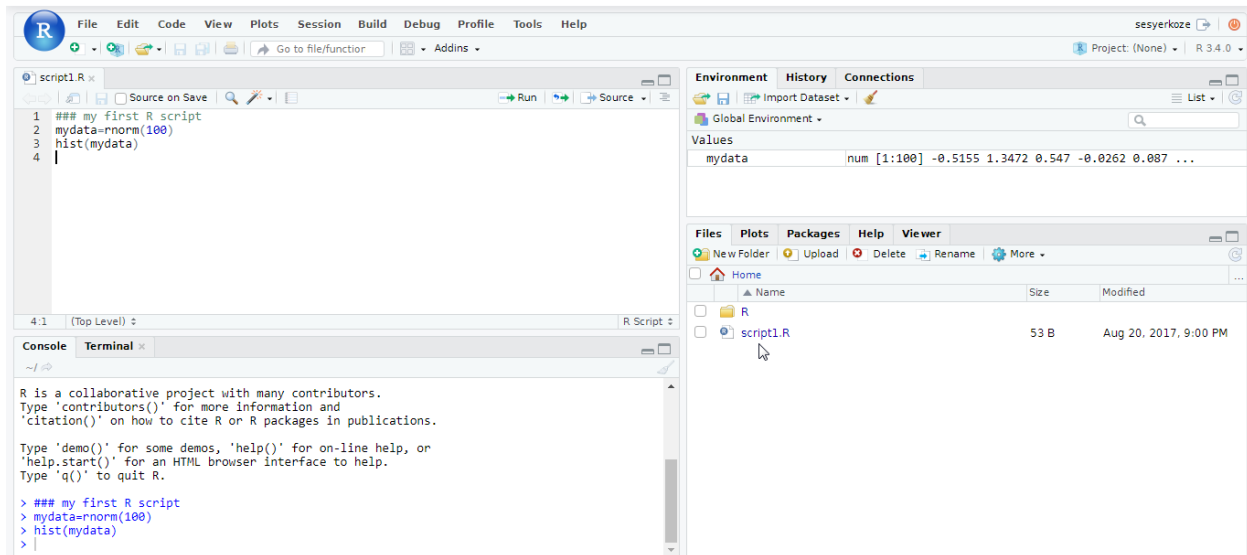 R File Edit Code View Plots Session Build Debug Profile Tools Help sesyerkoze
Go to file/function Addins Project: (None) R 3.4.0
script1.R
Source on Save Run Source
1 ### my first R script
2 mydata=rnorm(100)
3 hist(mydata)
4
4:1 (Top Level) R Script
Console Terminal
~/
R is a collaborative project with many contributors.
Type 'contributors()' for more information and
'citation()' on how to cite R or R packages in publications.
Type 'demo()' for some demos, 'help()' for on-line help, or
'help.start()' for an HTML browser interface to help.
Type 'q()' to quit R.
> ### my first R script
> mydata=rnorm(100)
> hist(mydata)
>
Environment History Connections
Import Dataset List
Global Environment
Values
mydata num [1:100] -0.5155 1.3472 0.547 -0.0262 0.087 ...
Files Plots Packages Help Viewer
New Folder Upload Delete Rename More
Home ...
Name Size Modified
R
script1.R 53 B Aug 20, 2017, 9:00 PM